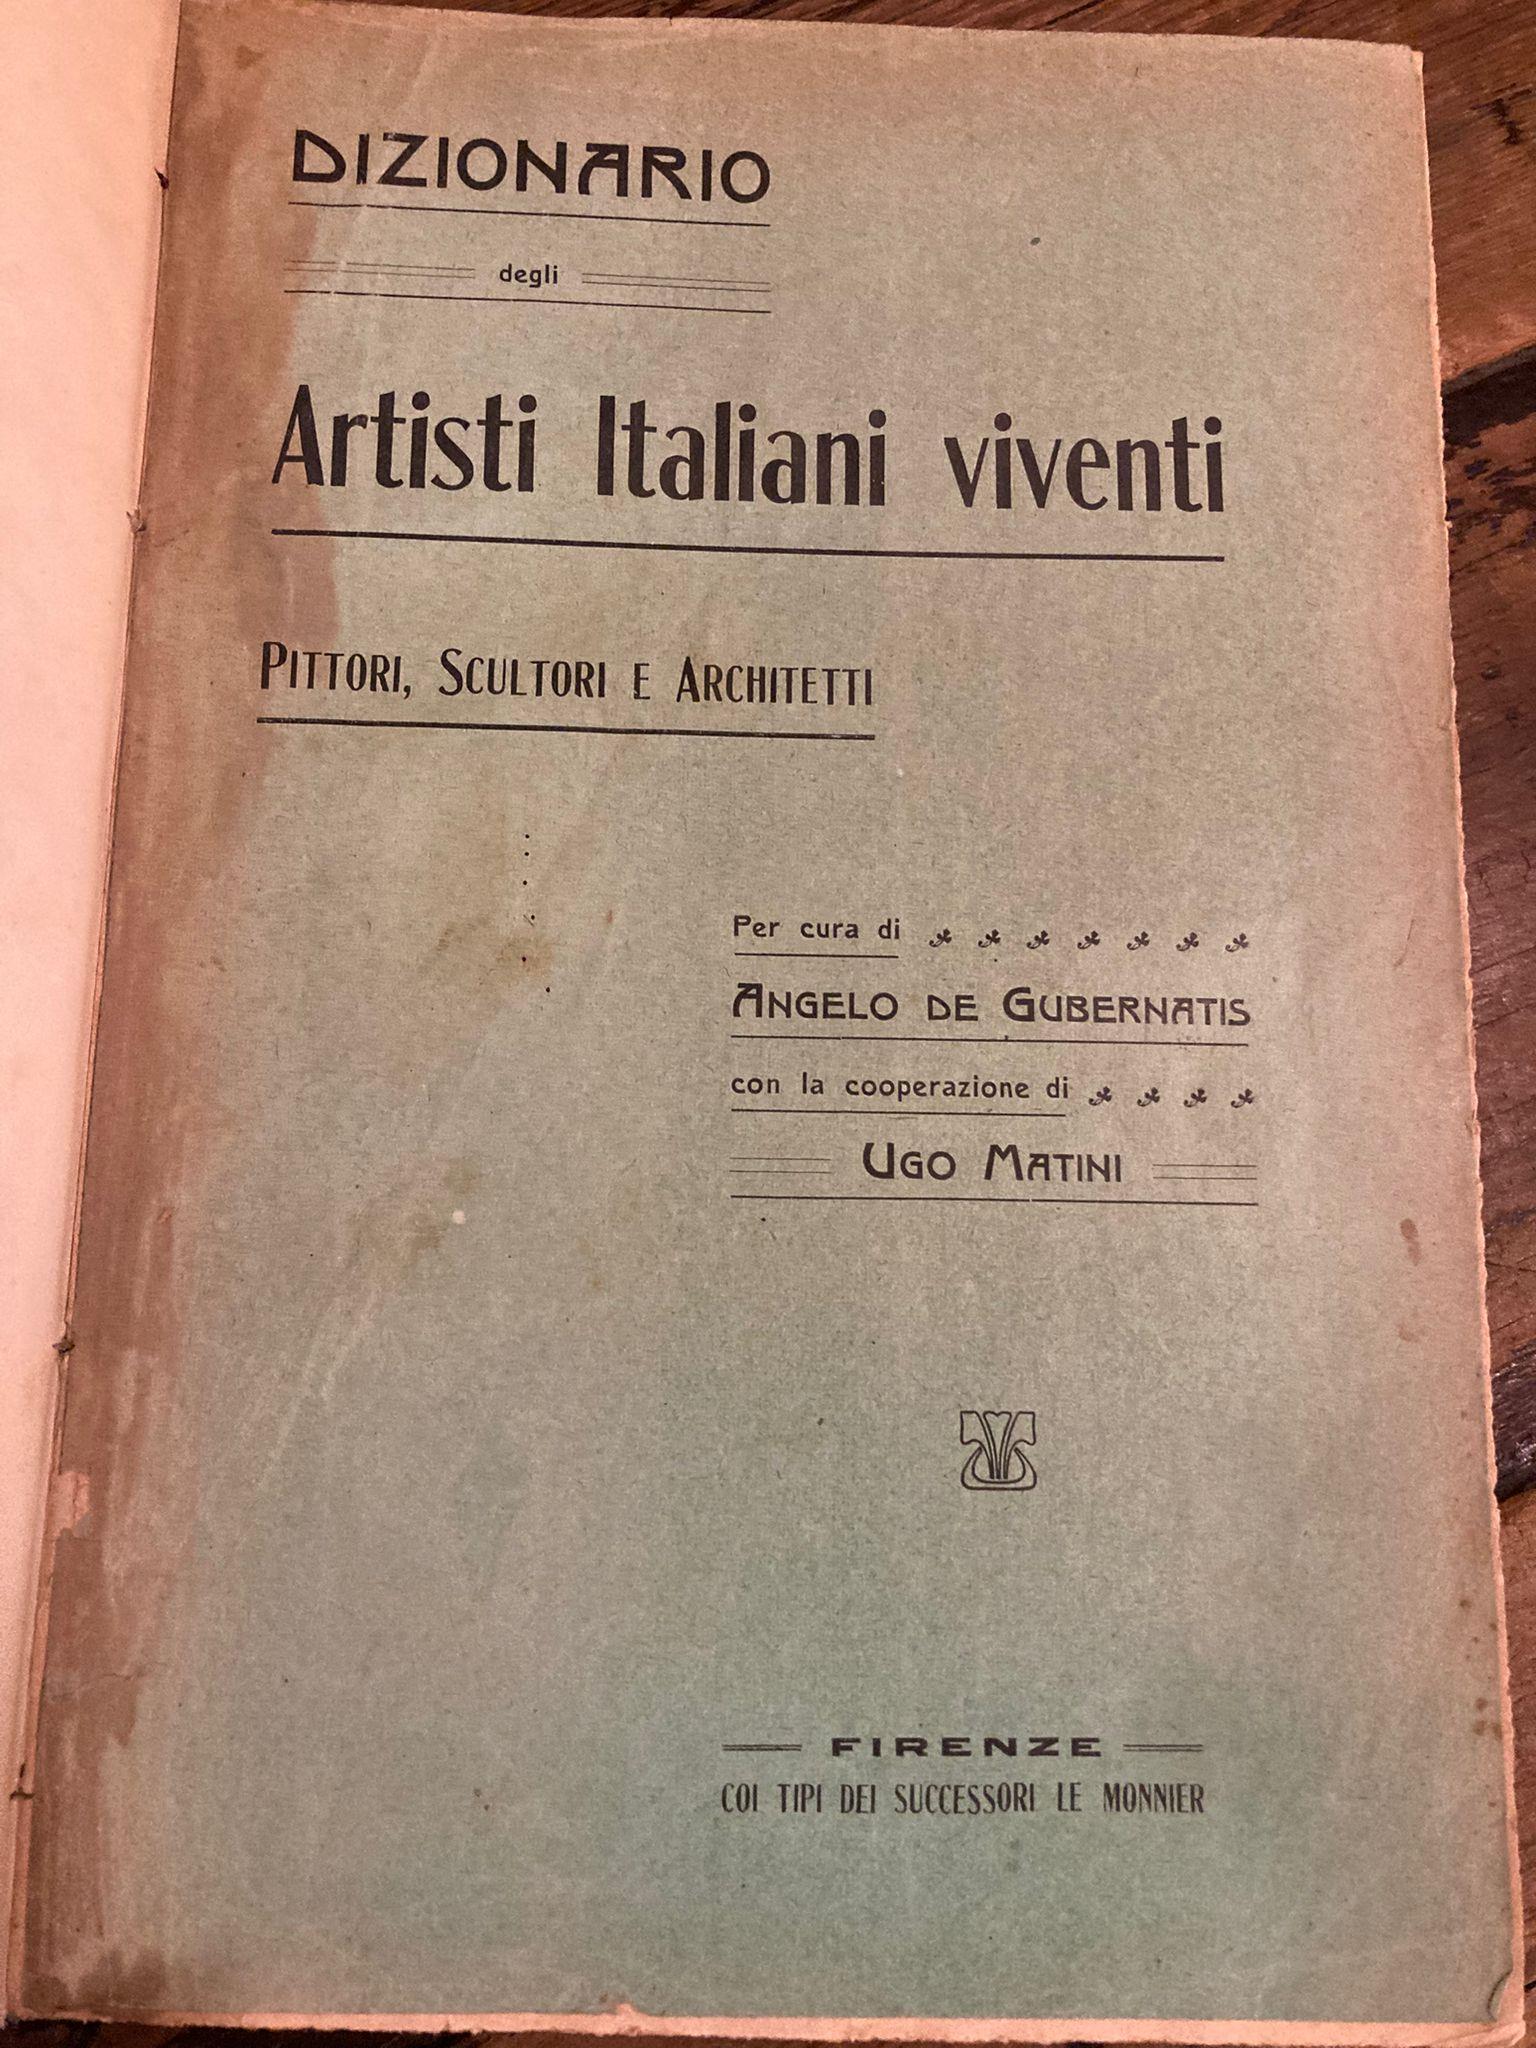 DIZIONARIO
degli
Artisti Italiani viventi
PITTORI, SCULTORI E ARCHITETTI
Per cura di
ANGELO DE GUBERNATIS
con la cooperazione di
UGO MATINI
FIRENZE
COI TIPI DEI SUCCESSORI LE MONNIER